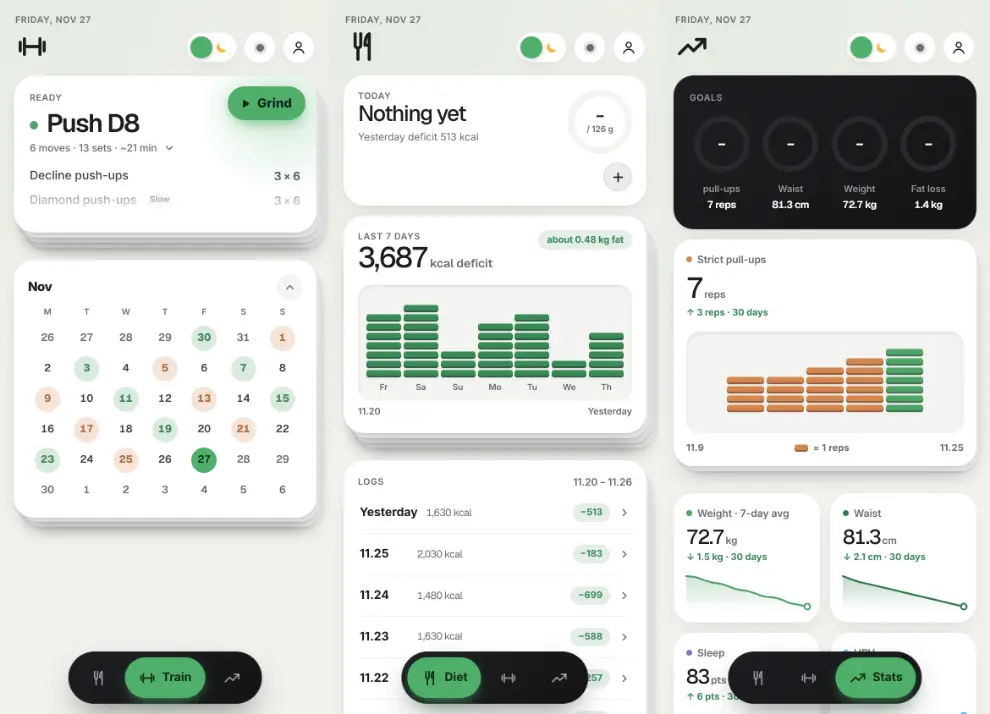 FRIDAY, NOV 27
READY
Grind
Push D8
6 moves · 13 sets · ~21 min
Decline push-ups 3 × 6
Diamond push-ups Slow 3 × 6
Nov
M T W T F S S
26 27 28 29 30 31 1
2 3 4 5 6 7 8
9 10 11 12 13 14 15
16 17 18 19 20 21 22
23 24 25 26 27 28 29
30 1 2 3 4 5 6
Train
FRIDAY, NOV 27
TODAY
Nothing yet
Yesterday deficit 513 kcal
-
/ 126 g
+
LAST 7 DAYS
about 0.48 kg fat
3,687 kcal deficit
Fr Sa Su Mo Tu We Th
11.20 Yesterday
LOGS 11.20 – 11.26
Yesterday 1,630 kcal −513
11.25 2,030 kcal −183
11.24 1,480 kcal −699
11.23 1,630 kcal −588
11.22 257
Diet
FRIDAY, NOV 27
GOALS
- - - -
pull-ups Waist Weight Fat loss
7 reps 81.3 cm 72.7 kg 1.4 kg
Strict pull-ups
7 reps
↑ 3 reps · 30 days
11.9 = 1 reps 11.25
Weight · 7-day avg
72.7 kg
↓ 1.5 kg · 30 days
Waist
81.3 cm
↓ 2.1 cm · 30 days
Sleep
83 pts
↑ 6 pts · 30
Stats